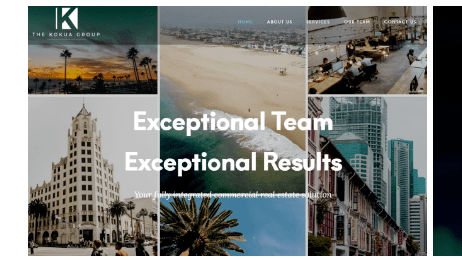 K
THE KOKUA GROUP
HOME ABOUT US SERVICES OUR TEAM CONTACT US
Exceptional Team
Exceptional Results
Your fully integrated commercial real estate solution